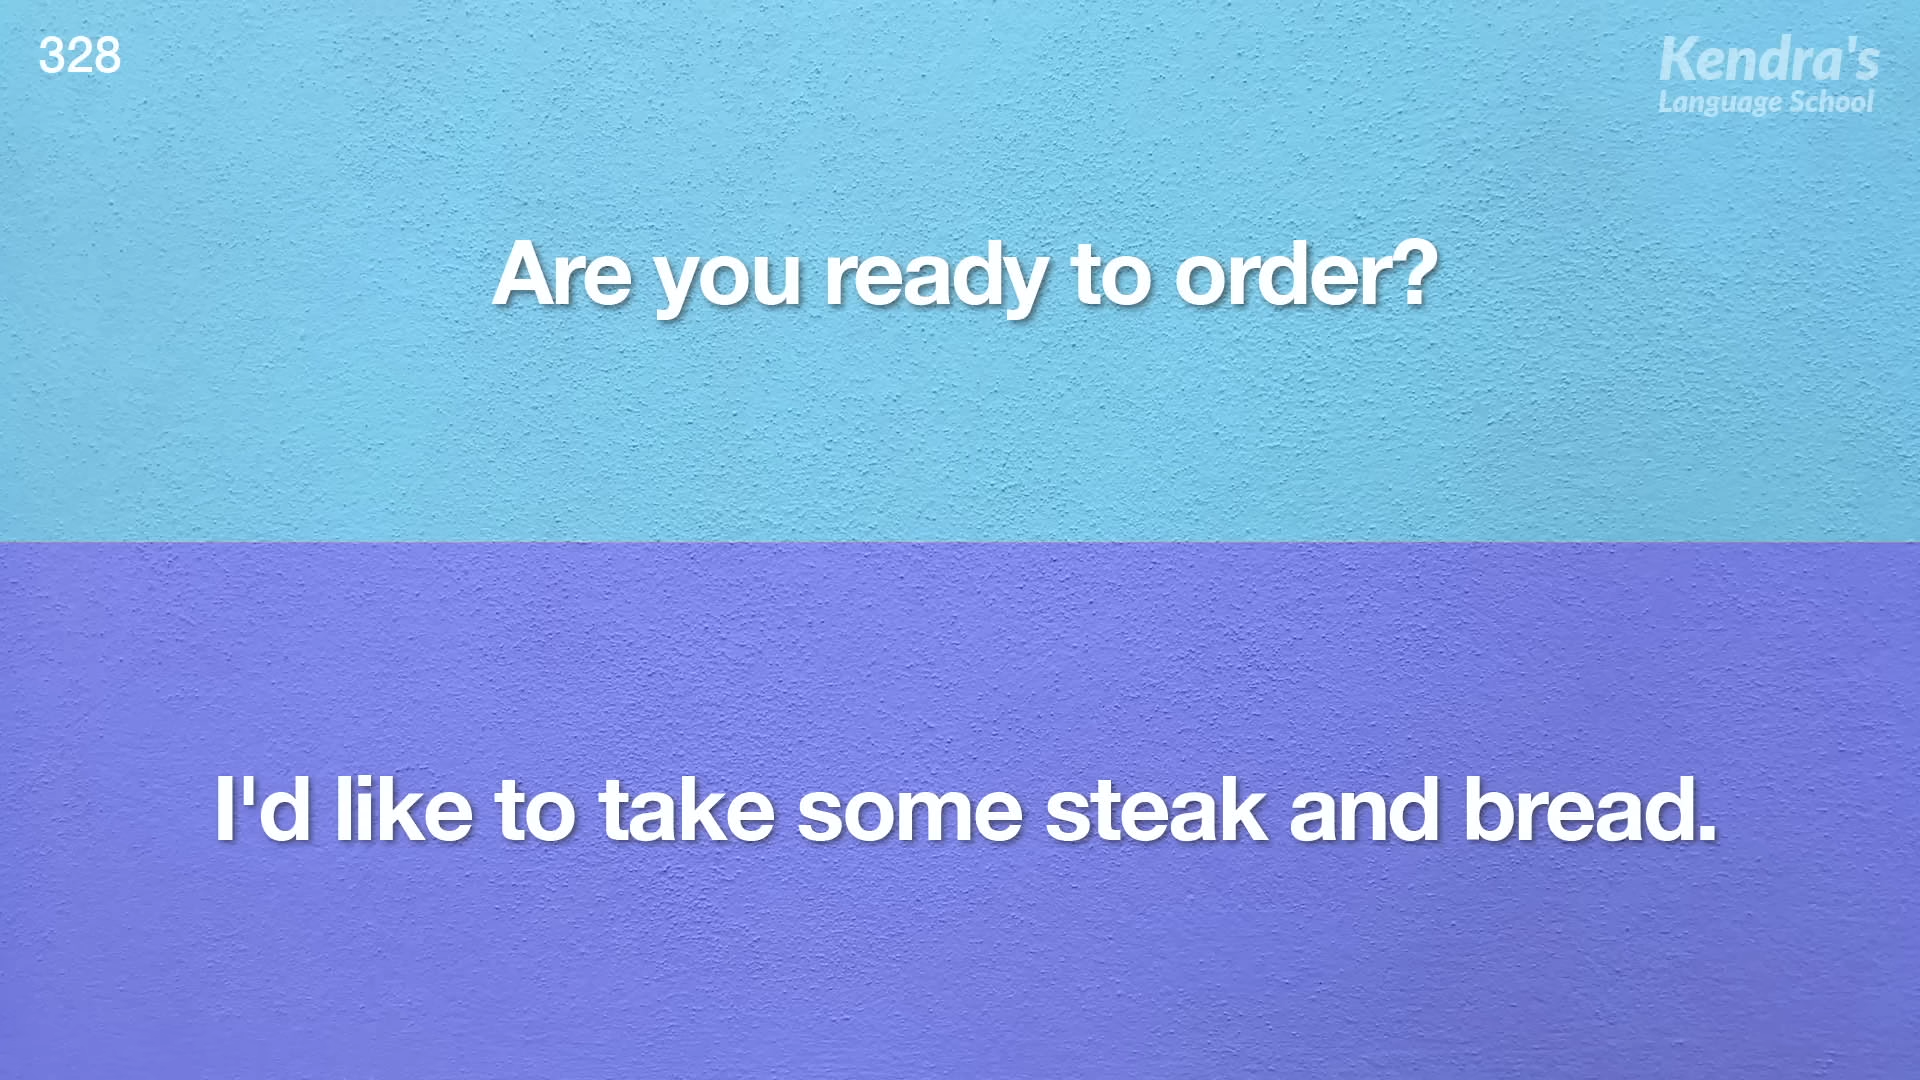 328
Kendra's
Language School
Are you ready to order?
I'd like to take some steak and bread.